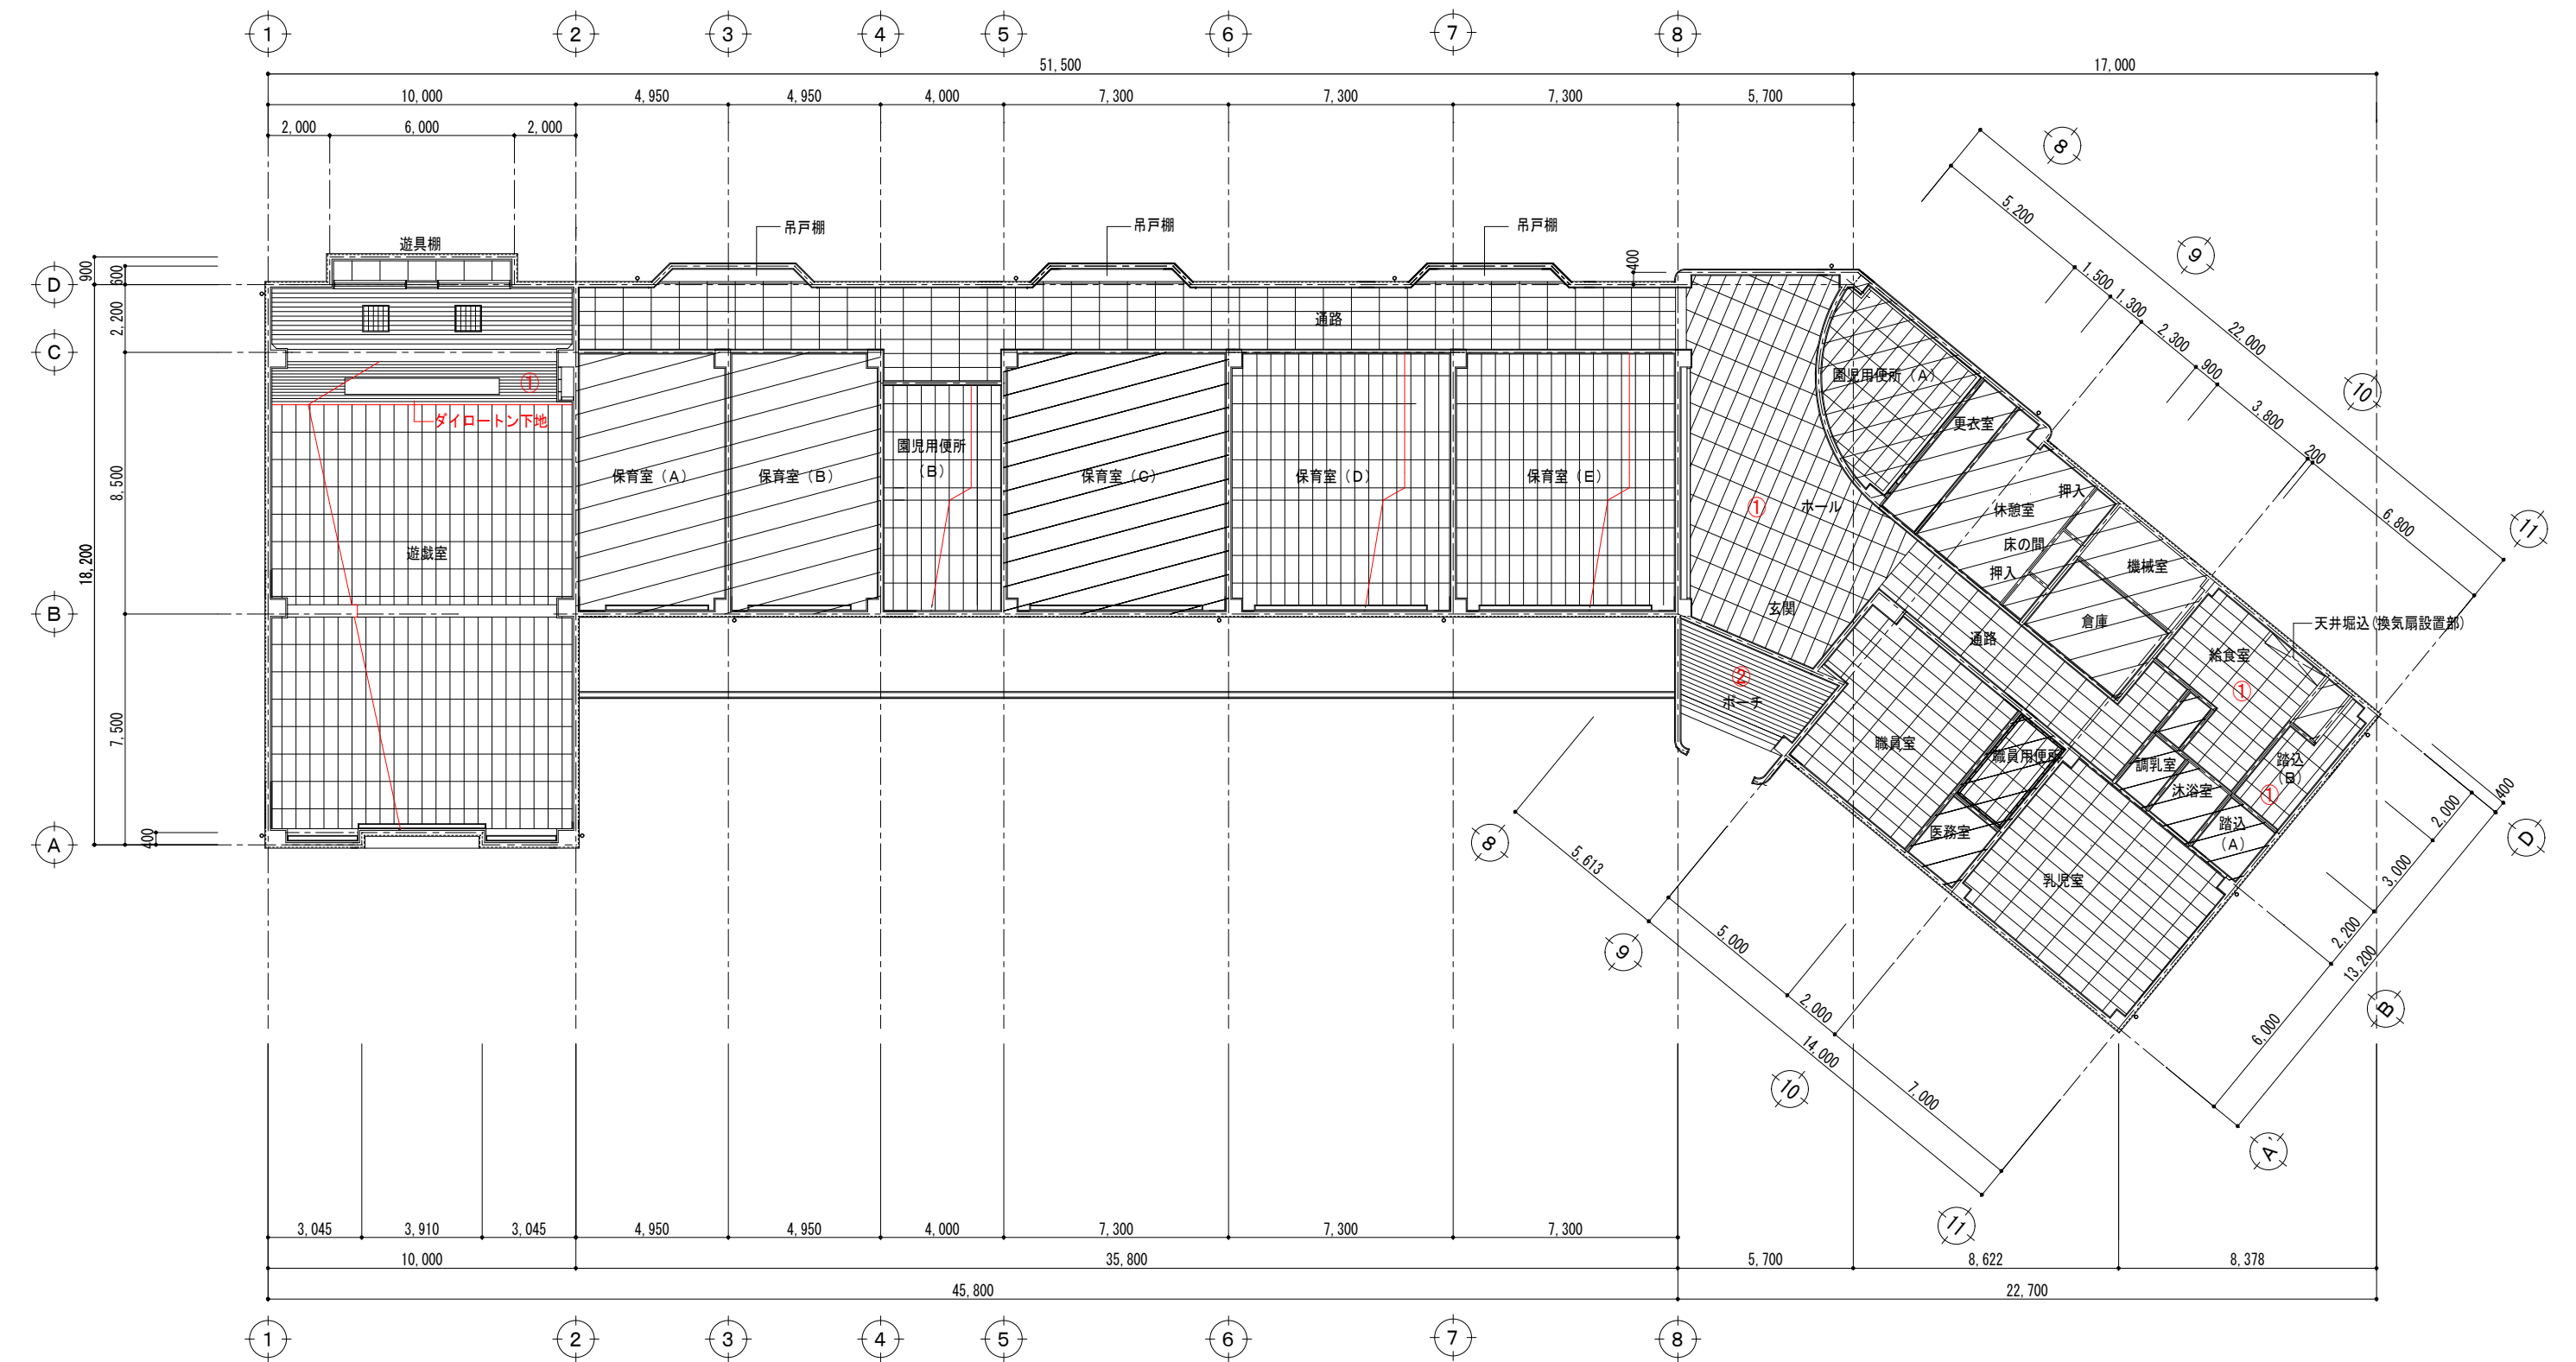 1 2 3 4 5 6 7 8
51,500 17,000
10,000 4,950 4,950 4,000 7,300 7,300 7,300 5,700
2,000 6,000 2,000
8
9
10
11
5,200
1,500
1,300
2,300
900
3,800
200
6,800
22,000
吊戸棚
吊戸棚
吊戸棚
遊具棚
400
D
C
B
A
900
600
2,200
8,500
18,200
7,500
400
通路
①
ダイロートン下地
遊戯室
保育室（A）
保育室（B）
園児用便所
（B）
保育室（C）
保育室（D）
保育室（E）
園児用便所（A）
更衣室
①
ホール
押入
休憩室
床の間
押入
機械室
倉庫
玄関
通路
天井堀込(換気扇設置部)
給食室
①
②
ポーチ
職員室
職員用便所
調乳室
沐浴室
踏込
（B）
①
踏込
（A）
医務室
乳児室
400
2,000
3,000
2,200
13,200
6,000
D
B
A'
8
9
10
11
5,613
5,000
2,000
14,000
7,000
3,045 3,910 3,045 4,950 4,950 4,000 7,300 7,300 7,300
10,000 35,800 5,700 8,622 8,378
45,800 22,700
1 2 3 4 5 6 7 8